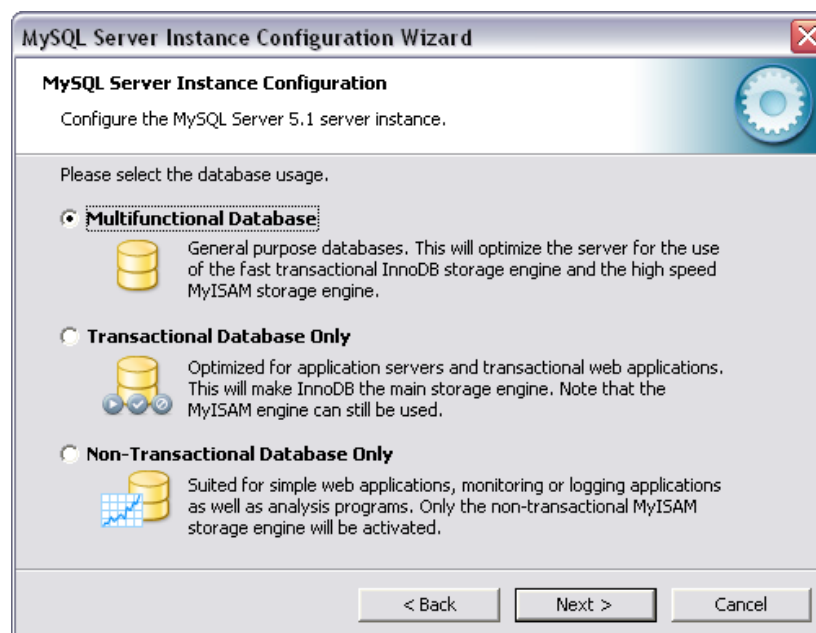 MySQL Server Instance Configuration Wizard
MySQL Server Instance Configuration
Configure the MySQL Server 5.1 server instance.
Please select the database usage.
Multifunctional Database
General purpose databases. This will optimize the server for the use
of the fast transactional InnoDB storage engine and the high speed
MyISAM storage engine.
Transactional Database Only
Optimized for application servers and transactional web applications.
This will make InnoDB the main storage engine. Note that the
MyISAM engine can still be used.
Non-Transactional Database Only
Suited for simple web applications, monitoring or logging applications
as well as analysis programs. Only the non-transactional MyISAM
storage engine will be activated.
< Back
Next >
Cancel